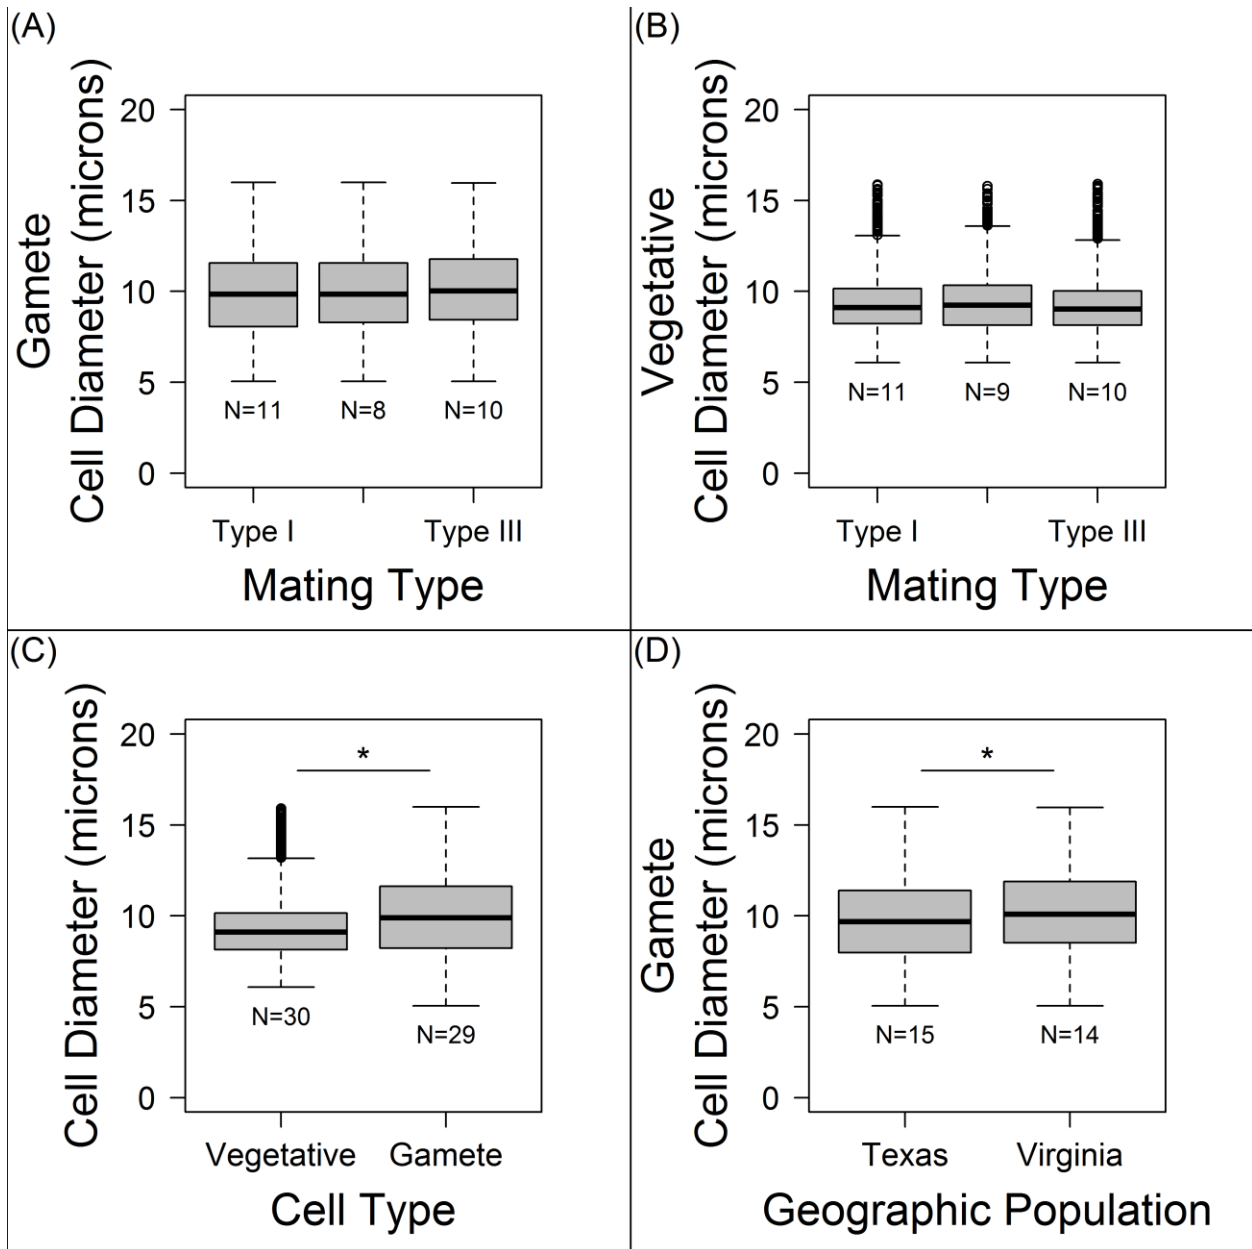 (A)
Gamete
Cell Diameter (microns)
20
15
10
5
0
N=11
N=8
N=10
Type I
Type III
Mating Type
(B)
Vegetative
Cell Diameter (microns)
20
15
10
5
0
N=11
N=9
N=10
Type I
Type III
Mating Type
(C)
Cell Diameter (microns)
20
15
10
5
0
*
N=30
N=29
Vegetative
Gamete
Cell Type
(D)
Gamete
Cell Diameter (microns)
20
15
10
5
0
*
N=15
N=14
Texas
Virginia
Geographic Population